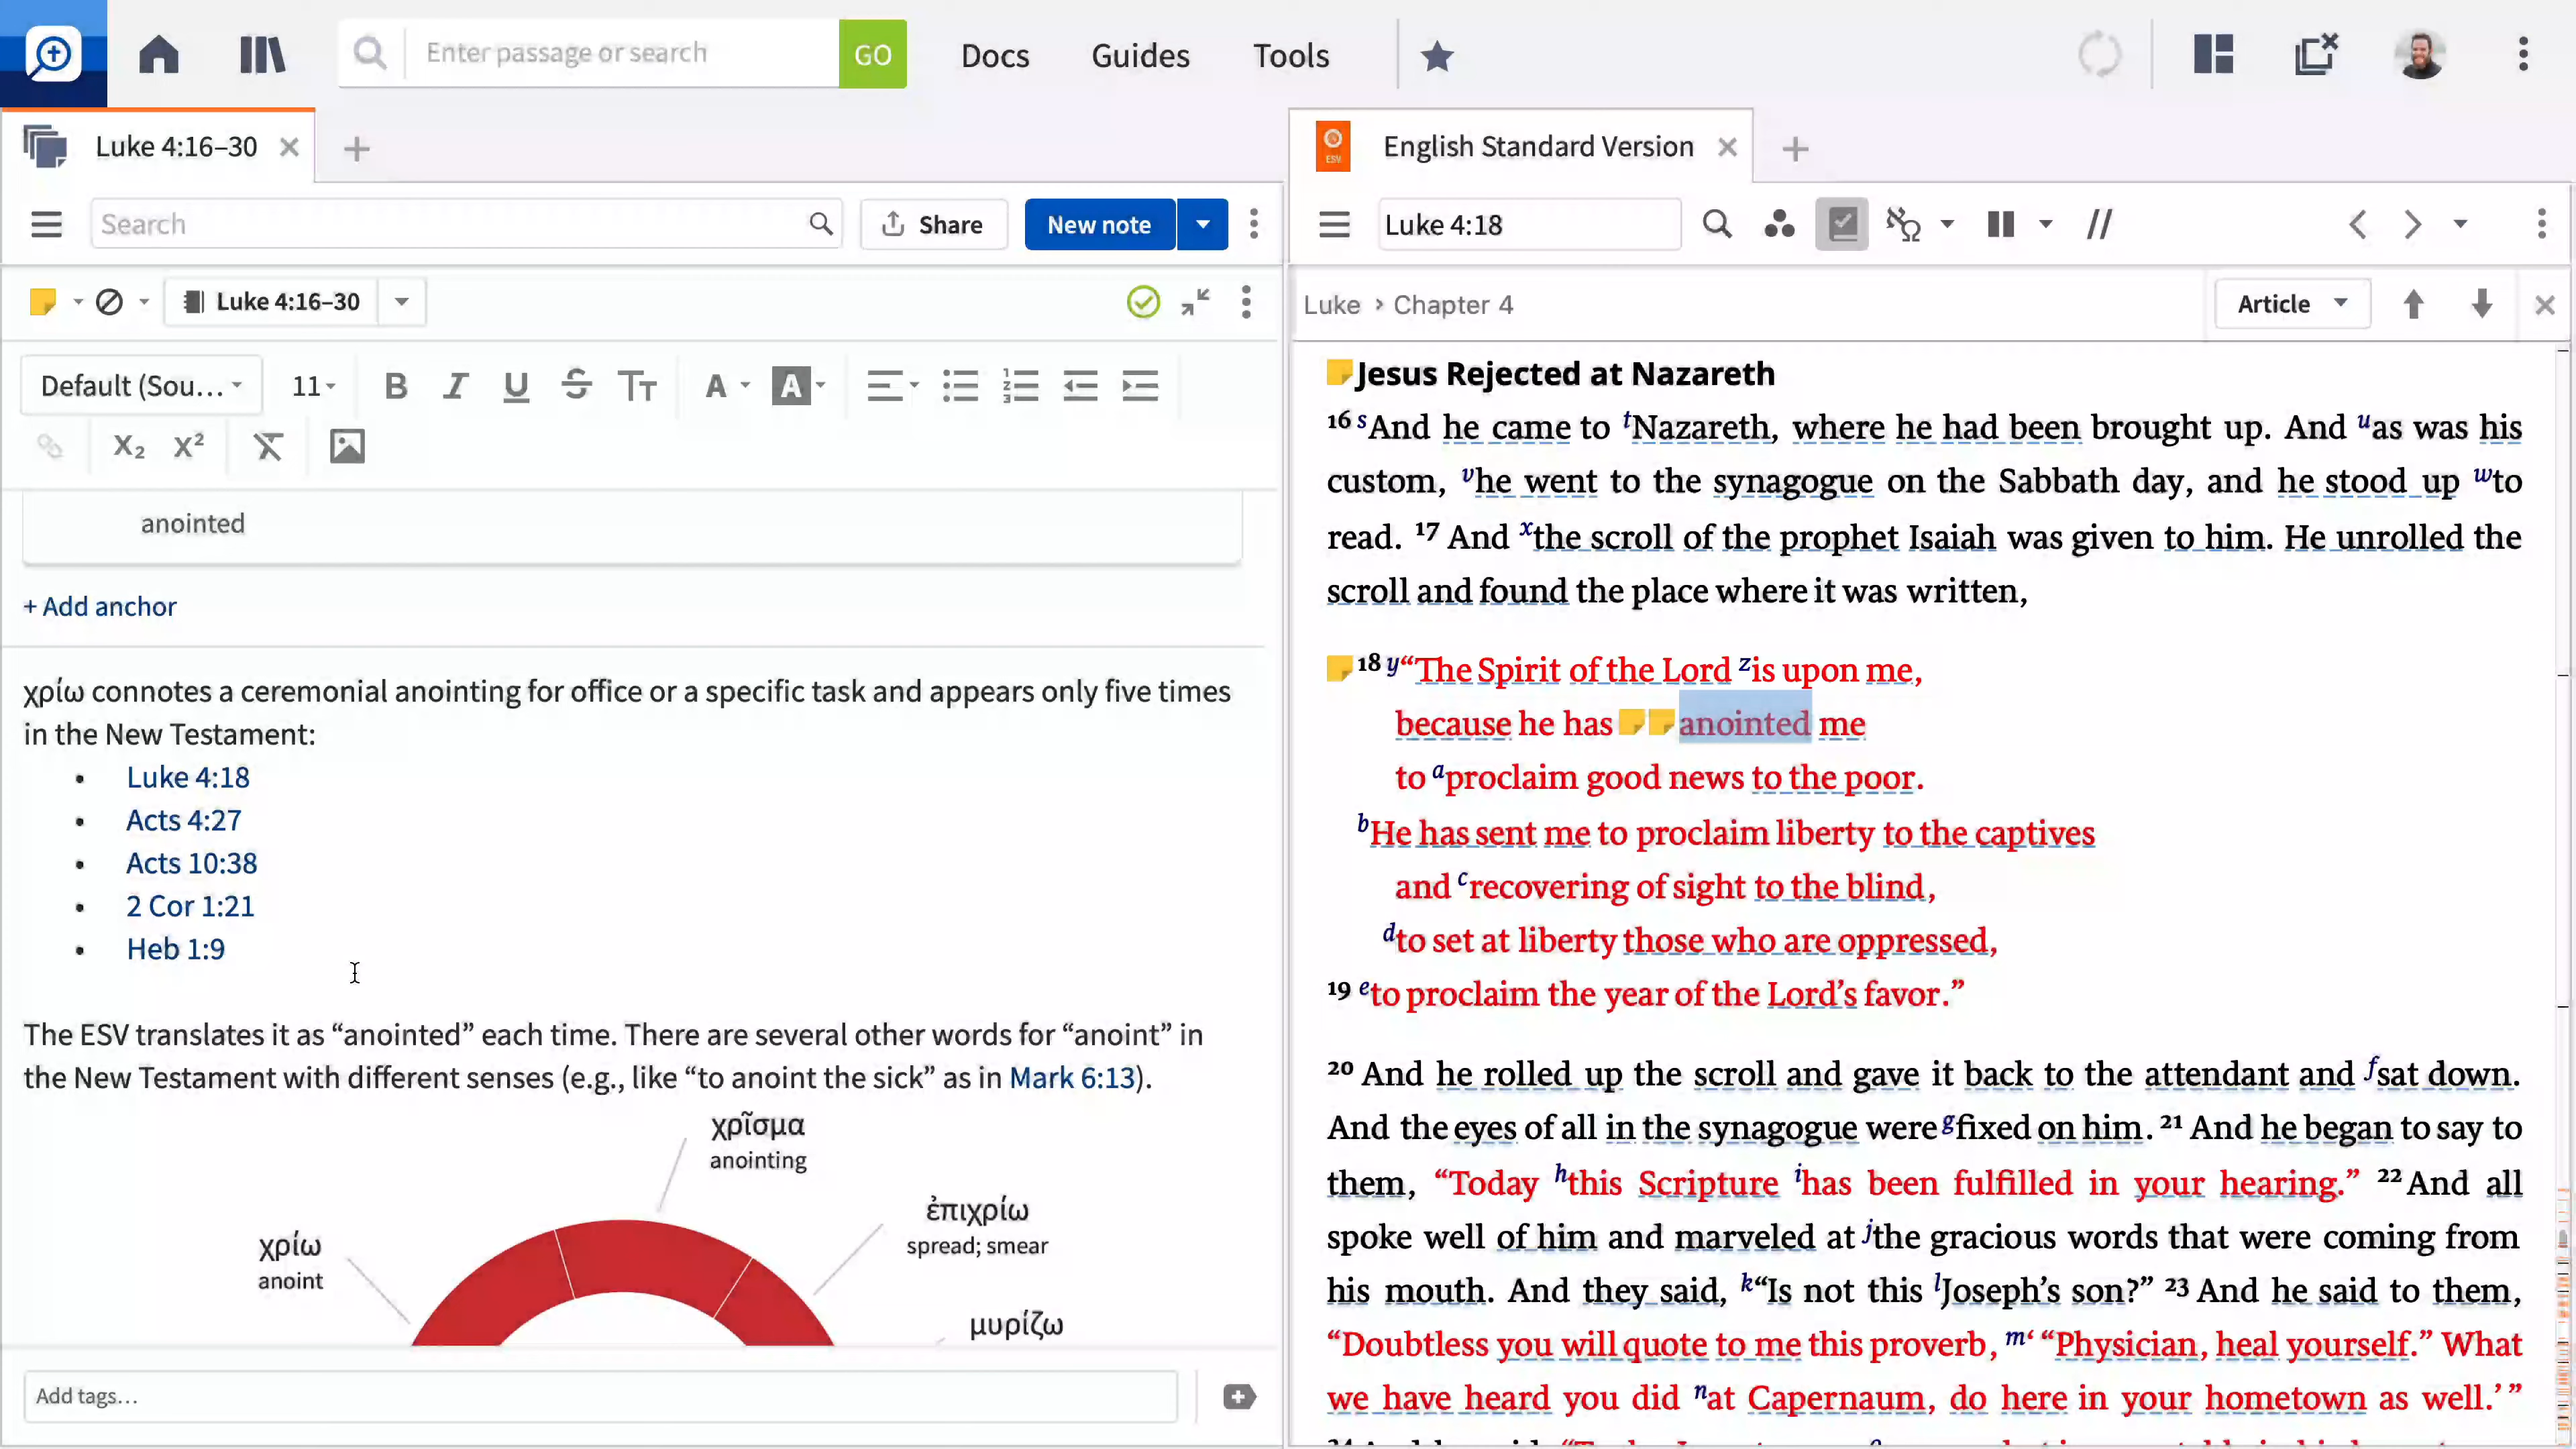 Enter passage or search
GO
Docs
Guides
Tools
Luke 4:16–30
Search
Share
New note
Luke 4:16–30
Default (Sou...
11
B I U S TT A A
X₂ X²
anointed
+ Add anchor
χρίω connotes a ceremonial anointing for office or a specific task and appears only five times
in the New Testament:
• Luke 4:18
• Acts 4:27
• Acts 10:38
• 2 Cor 1:21
• Heb 1:9
The ESV translates it as “anointed” each time. There are several other words for “anoint” in
the New Testament with different senses (e.g., like “to anoint the sick” as in Mark 6:13).
χρῖσμα
anointing
ἐπιχρίω
spread; smear
χρίω
anoint
μυρίζω
Add tags...
ESV
English Standard Version
Luke 4:18
Luke › Chapter 4
Article
Jesus Rejected at Nazareth
16 s And he came to t Nazareth, where he had been brought up. And u as was his
custom, v he went to the synagogue on the Sabbath day, and he stood up w to
read. 17 And x the scroll of the prophet Isaiah was given to him. He unrolled the
scroll and found the place where it was written,
18 y “The Spirit of the Lord z is upon me,
because he has anointed me
to a proclaim good news to the poor.
b He has sent me to proclaim liberty to the captives
and c recovering of sight to the blind,
d to set at liberty those who are oppressed,
19 e to proclaim the year of the Lord’s favor.”
20 And he rolled up the scroll and gave it back to the attendant and f sat down.
And the eyes of all in the synagogue were g fixed on him. 21 And he began to say to
them, “Today h this Scripture i has been fulfilled in your hearing.” 22 And all
spoke well of him and marveled at j the gracious words that were coming from
his mouth. And they said, k “Is not this l Joseph’s son?” 23 And he said to them,
“Doubtless you will quote to me this proverb, m ‘ “Physician, heal yourself.” What
we have heard you did n at Capernaum, do here in your hometown as well.’ ”